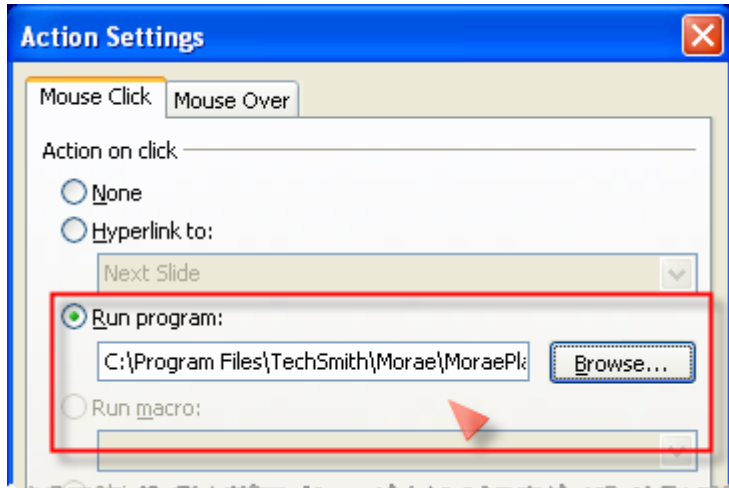 Action Settings
Mouse Click Mouse Over
Action on click
None
Hyperlink to:
Next Slide
Run program:
C:\Program Files\TechSmith\Morae\MoraePla
Browse...
Run macro: